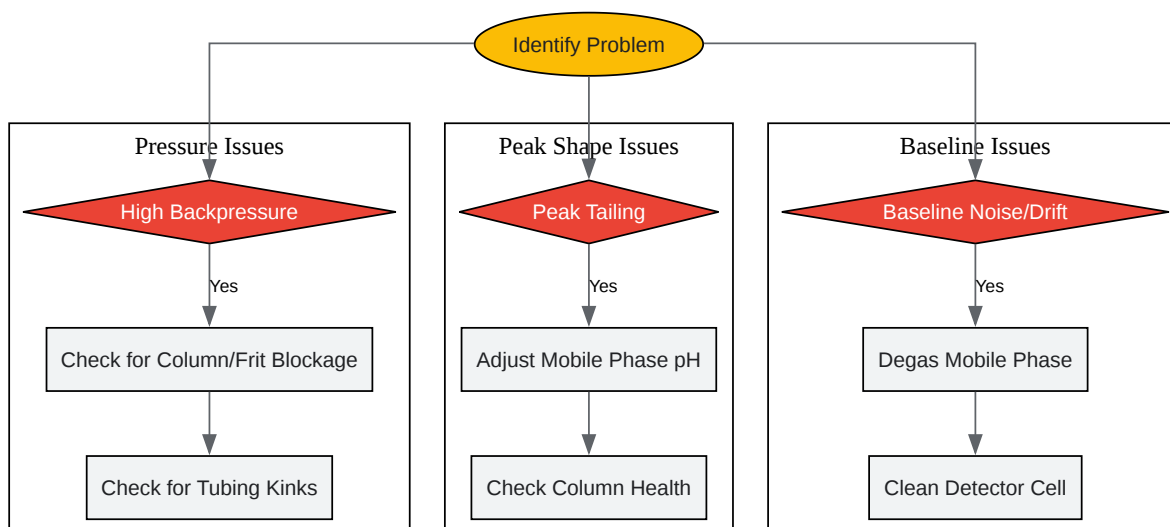 Identify Problem
Pressure Issues
Peak Shape Issues
Baseline Issues
High Backpressure
Peak Tailing
Baseline Noise/Drift
Yes
Yes
Yes
Check for Column/Frit Blockage
Adjust Mobile Phase pH
Degas Mobile Phase
Check for Tubing Kinks
Check Column Health
Clean Detector Cell